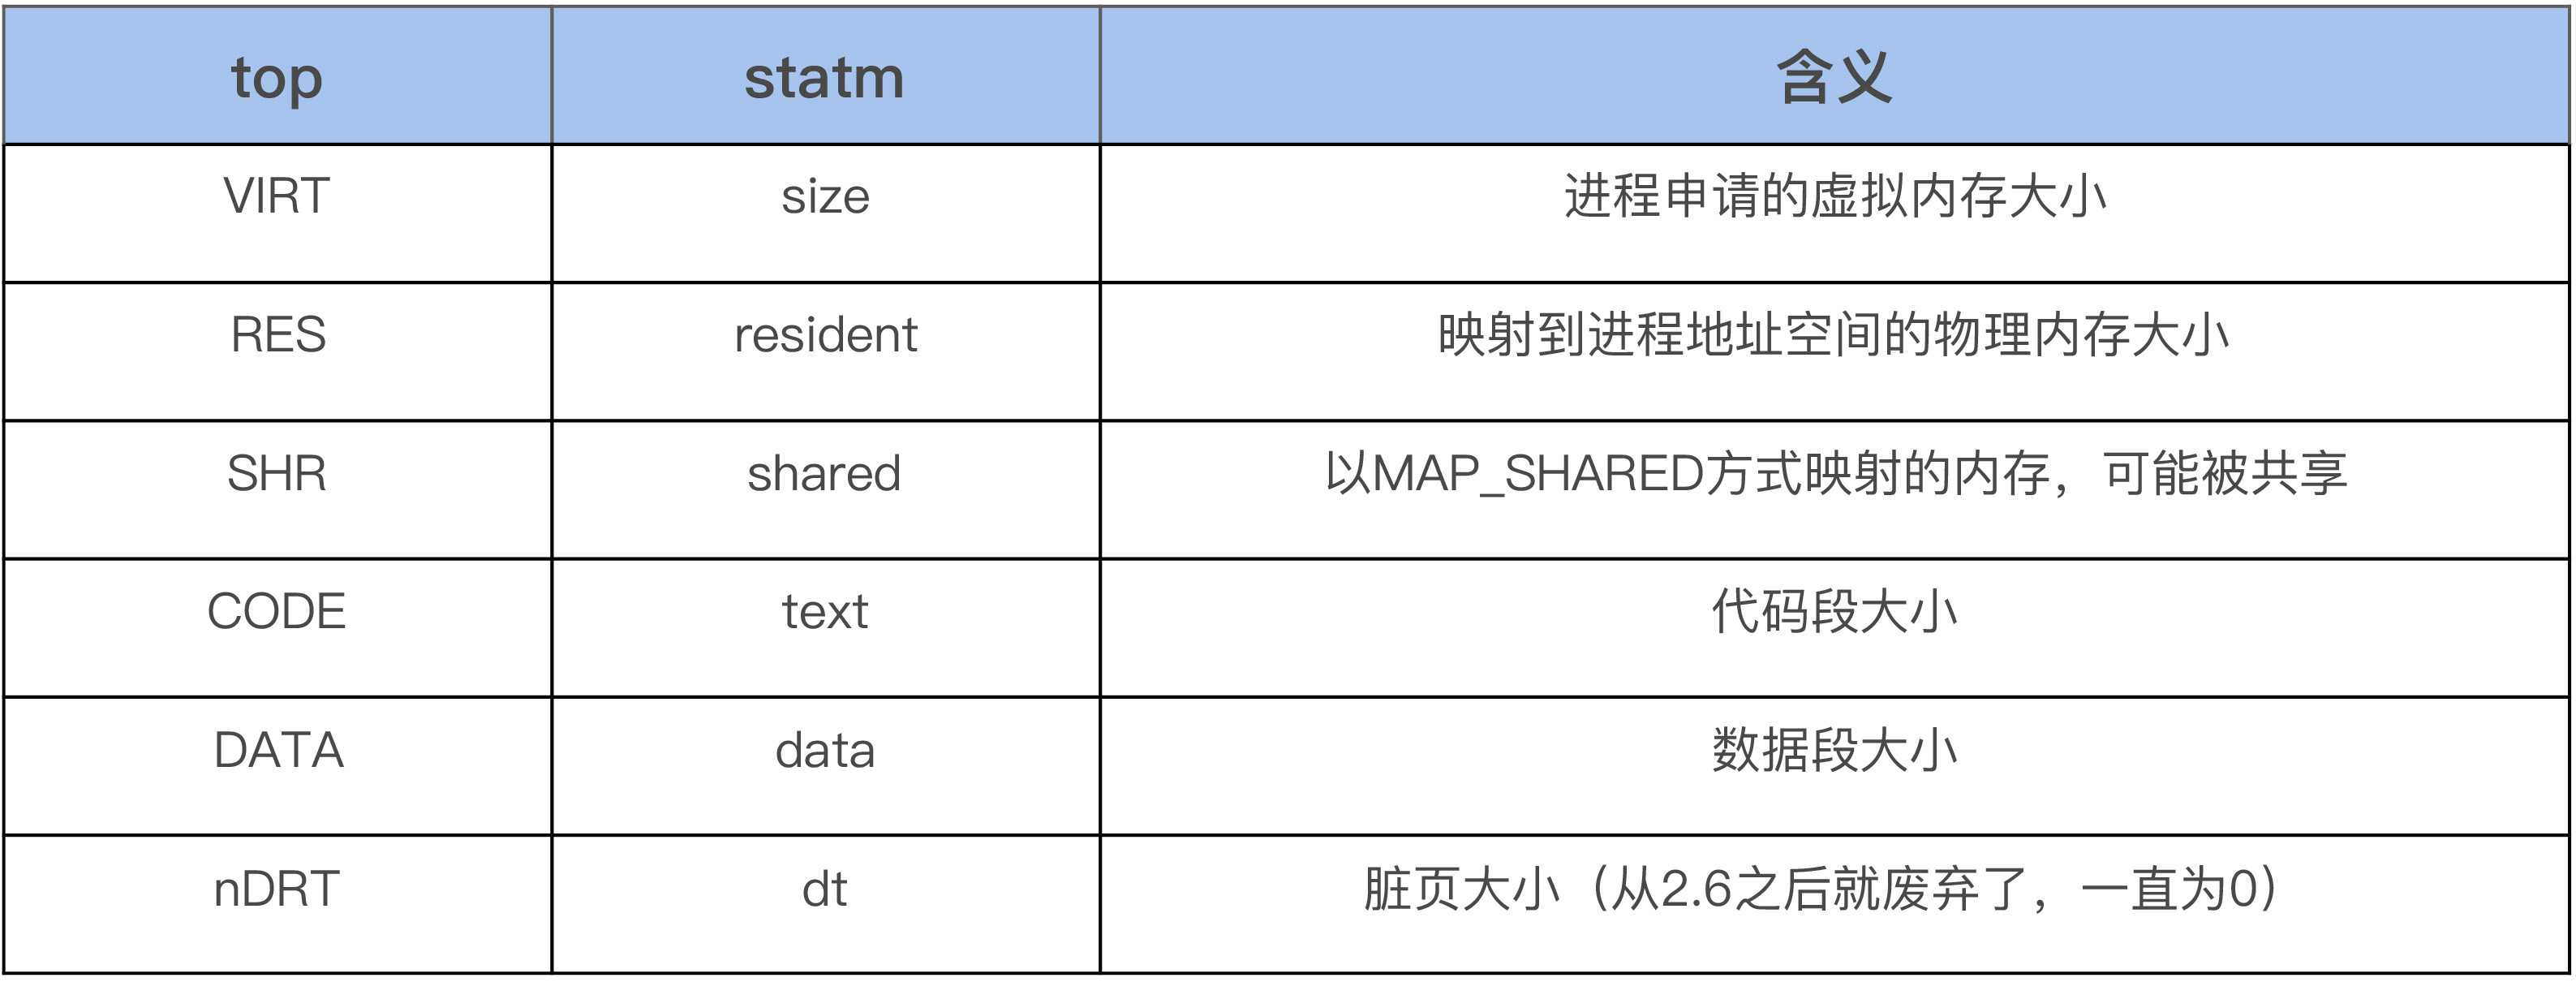 top statm 含义
VIRT size 进程申请的虚拟内存大小
RES resident 映射到进程地址空间的物理内存大小
SHR shared 以MAP_SHARED方式映射的内存，可能被共享
CODE text 代码段大小
DATA data 数据段大小
nDRT dt 脏页大小（从2.6之后就废弃了，一直为0）